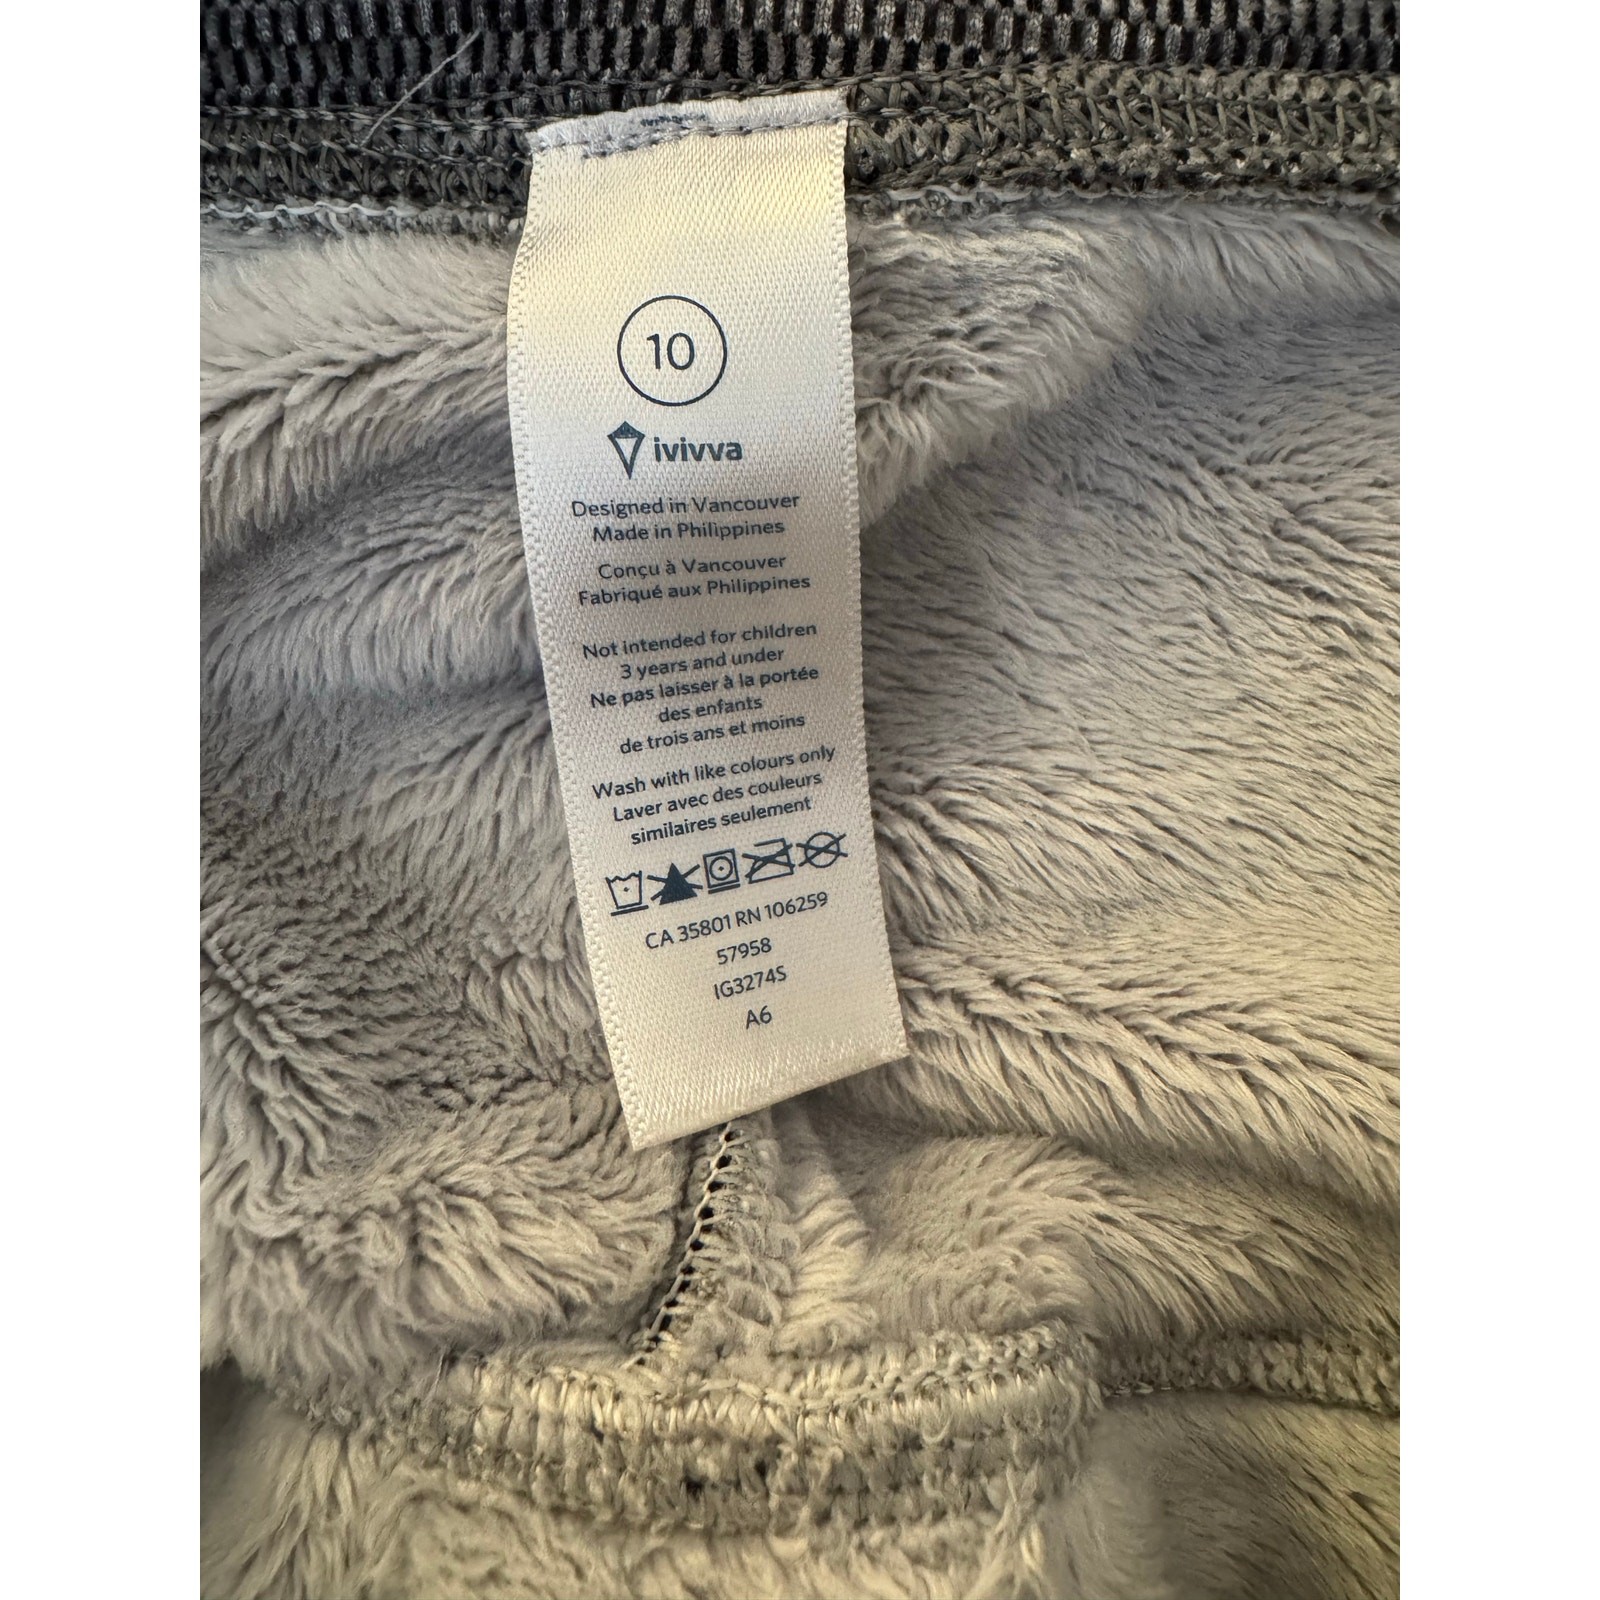 10
ivivva
Designed in Vancouver
Made in Philippines
Conçu à Vancouver
Fabriqué aux Philippines
Not intended for children
3 years and under
Ne pas laisser à la portée
des enfants
de trois ans et moins
Wash with like colours only
Laver avec des couleurs
similaires seulement
CA 35801 RN 106259
57958
IG3274S
A6